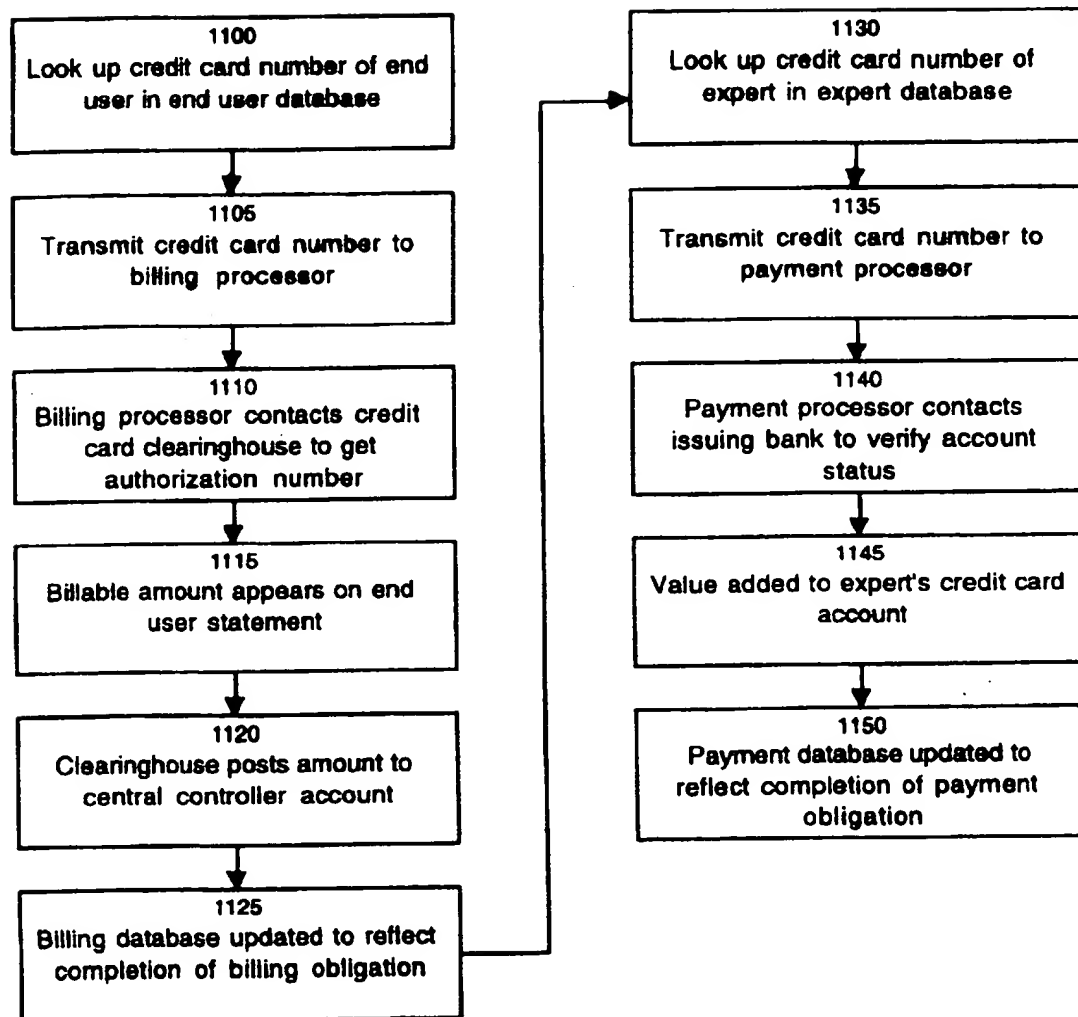 1100
Look up credit card number of end
user in end user database
1105
Transmit credit card number to
billing processor
1110
Billing processor contacts credit
card clearinghouse to get
authorization number
1115
Billable amount appears on end
user statement
1120
Clearinghouse posts amount to
central controller account
1125
Billing database updated to reflect
completion of billing obligation
1130
Look up credit card number of
expert in expert database
1135
Transmit credit card number to
payment processor
1140
Payment processor contacts
issuing bank to verify account
status
1145
Value added to expert's credit card
account
1150
Payment database updated to
reflect completion of payment
obligation